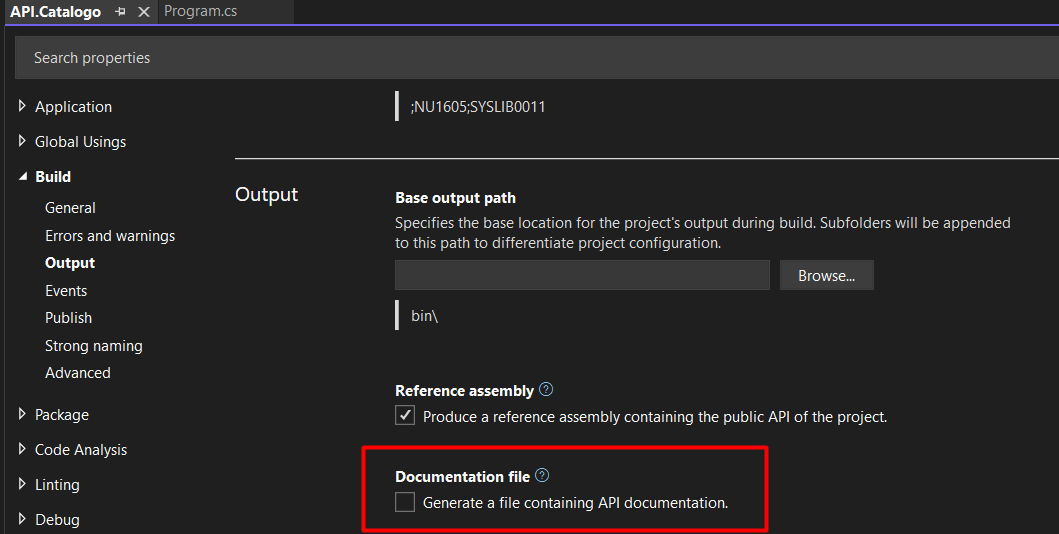 API.Catalogo
Program.cs
Search properties
Application
Global Usings
Build
General
Errors and warnings
Output
Events
Publish
Strong naming
Advanced
Package
Code Analysis
Linting
Debug
;NU1605;SYSLIB0011
Output
Base output path
Specifies the base location for the project's output during build. Subfolders will be appended
to this path to differentiate project configuration.
Browse...
bin\
Reference assembly
Produce a reference assembly containing the public API of the project.
Documentation file
Generate a file containing API documentation.